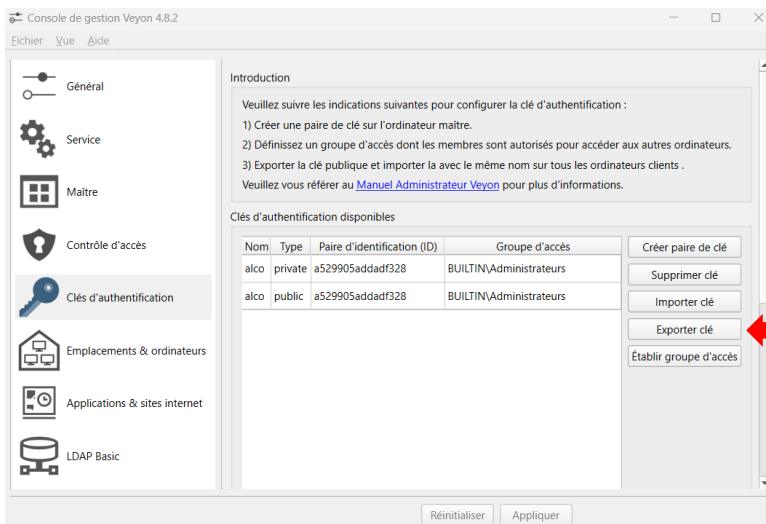 Console de gestion Veyon 4.8.2
Fichier Vue Aide
Général
Service
Maître
Contrôle d'accès
Clés d'authentification
Emplacements & ordinateurs
Applications & sites internet
LDAP Basic
Introduction
Veuillez suivre les indications suivantes pour configurer la clé d'authentification :
1) Créer une paire de clé sur l'ordinateur maître.
2) Définissez un groupe d'accès dont les membres sont autorisés pour accéder aux autres ordinateurs.
3) Exporter la clé publique et importer la avec le même nom sur tous les ordinateurs clients .
Veuillez vous référer au Manuel Administrateur Veyon pour plus d'informations.
Clés d'authentification disponibles
Nom Type Paire d'identification (ID) Groupe d'accès
alco private a529905addadf328 BUILTIN\Administrateurs
alco public a529905addadf328 BUILTIN\Administrateurs
Créer paire de clé
Supprimer clé
Importer clé
Exporter clé
Établir groupe d'accès
Réinitialiser Appliquer